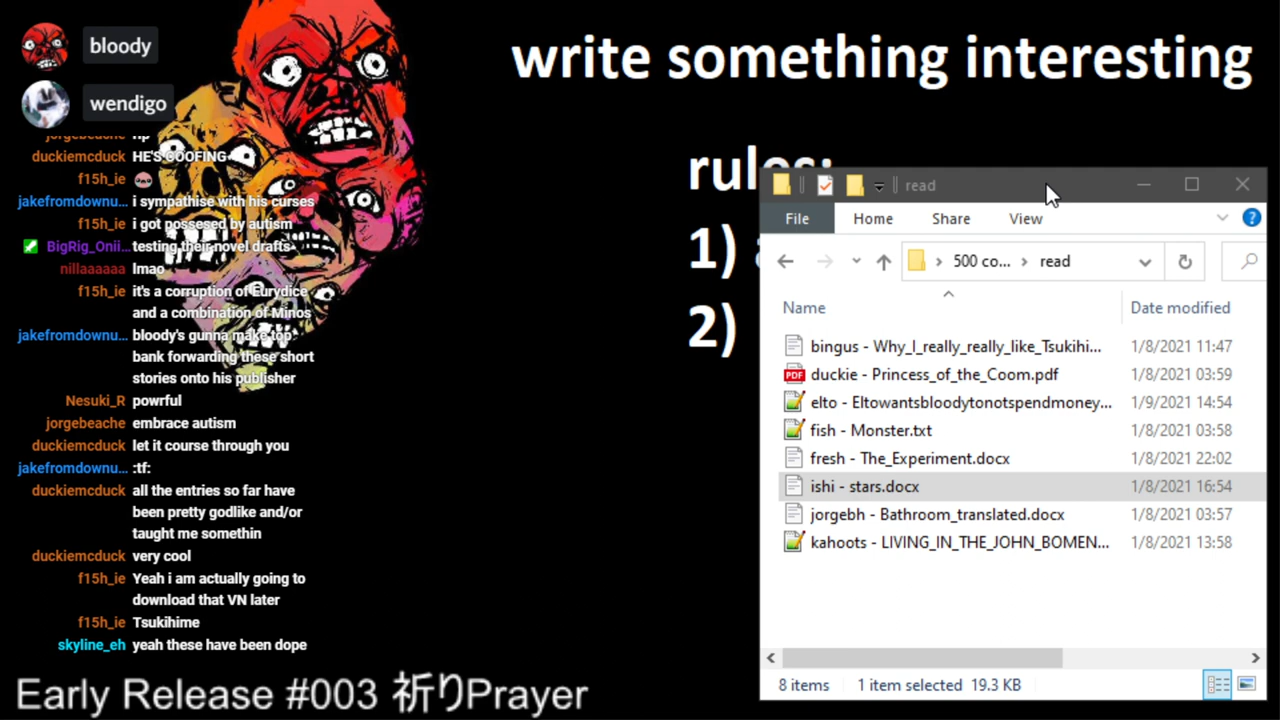 bloody
wendigo
write something interesting
rules:
1)
2)
jorgebeache np
duckiemcduck HE'S GOOFING
f15h_ie
jakefromdownu... i sympathise with his curses
f15h_ie i got possesed by autism
BigRig_Onii... testing their novel drafts
nillaaaaaa lmao
f15h_ie it's a corruption of Eurydice
and a combination of Minos
jakefromdownu... bloody's gunna make top
bank forwarding these short
stories onto his publisher
Nesuki_R powrful
jorgebeache embrace autism
duckiemcduck let it course through you
jakefromdownu... :tf:
duckiemcduck all the entries so far have
been pretty godlike and/or
taught me somethin
duckiemcduck very cool
f15h_ie Yeah i am actually going to
download that VN later
f15h_ie Tsukihime
skyline_eh yeah these have been dope
Early Release #003 祈りPrayer
read
File Home Share View
500 co... read
Name Date modified
bingus - Why_I_really_really_like_Tsukihi... 1/8/2021 11:47
PDF duckie - Princess_of_the_Coom.pdf 1/8/2021 03:59
elto - Eltowantsbloodytonotspendmoney... 1/9/2021 14:54
fish - Monster.txt 1/8/2021 03:58
fresh - The_Experiment.docx 1/8/2021 22:02
ishi - stars.docx 1/8/2021 16:54
jorgebh - Bathroom_translated.docx 1/8/2021 03:57
kahoots - LIVING_IN_THE_JOHN_BOMEN... 1/8/2021 13:58
8 items 1 item selected 19.3 KB